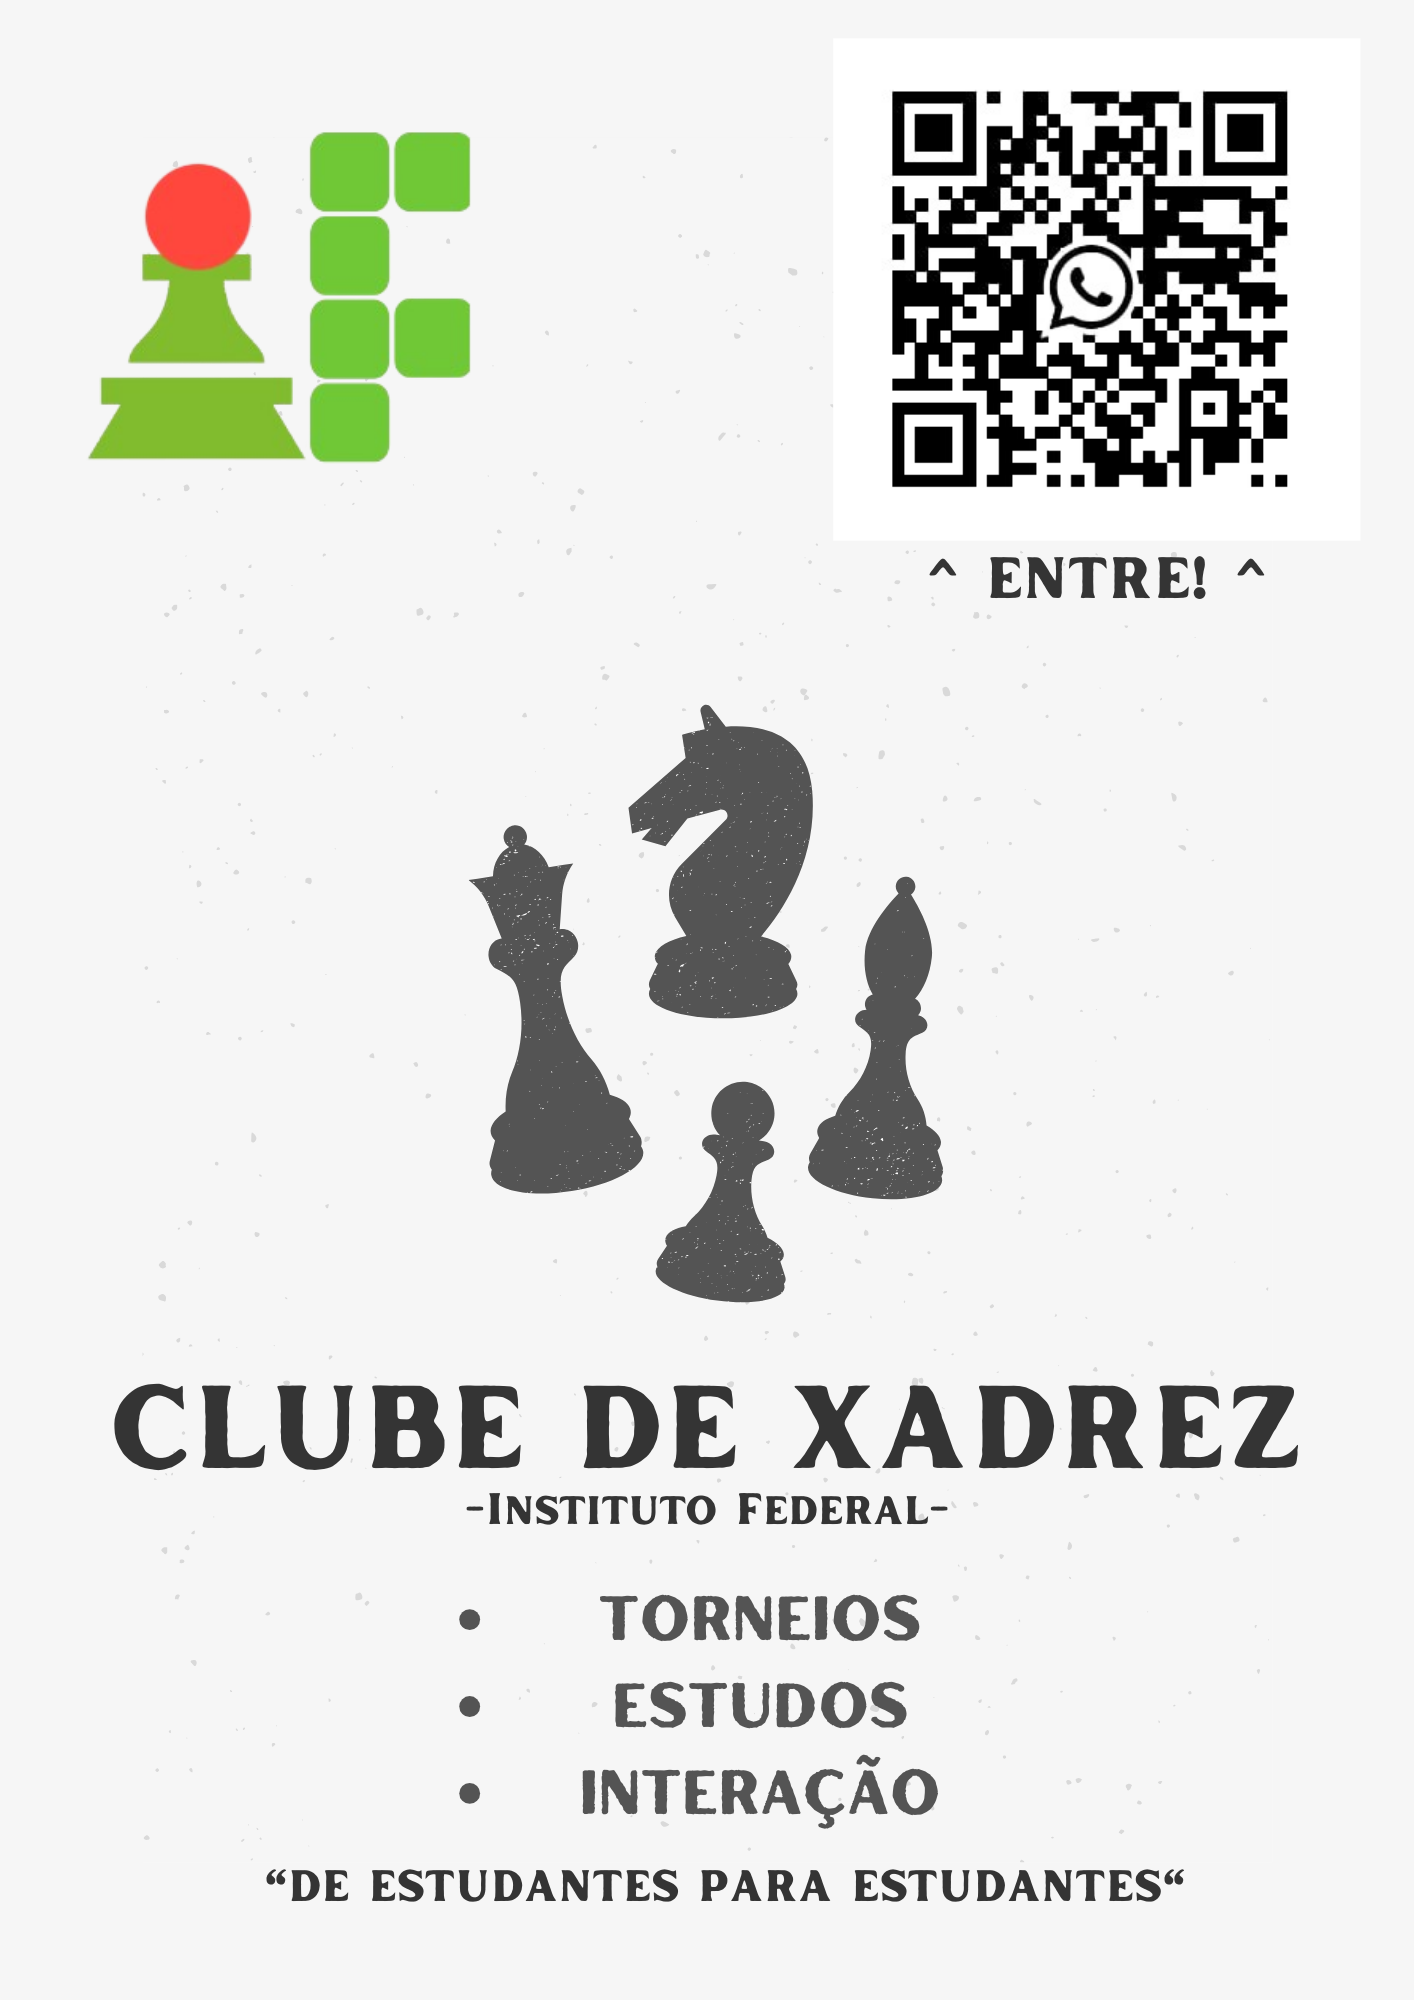 ^ ENTRE! ^
CLUBE DE XADREZ
-Instituto Federal-
• TORNEIOS
• ESTUDOS
• INTERAÇÃO
“DE ESTUDANTES PARA ESTUDANTES“